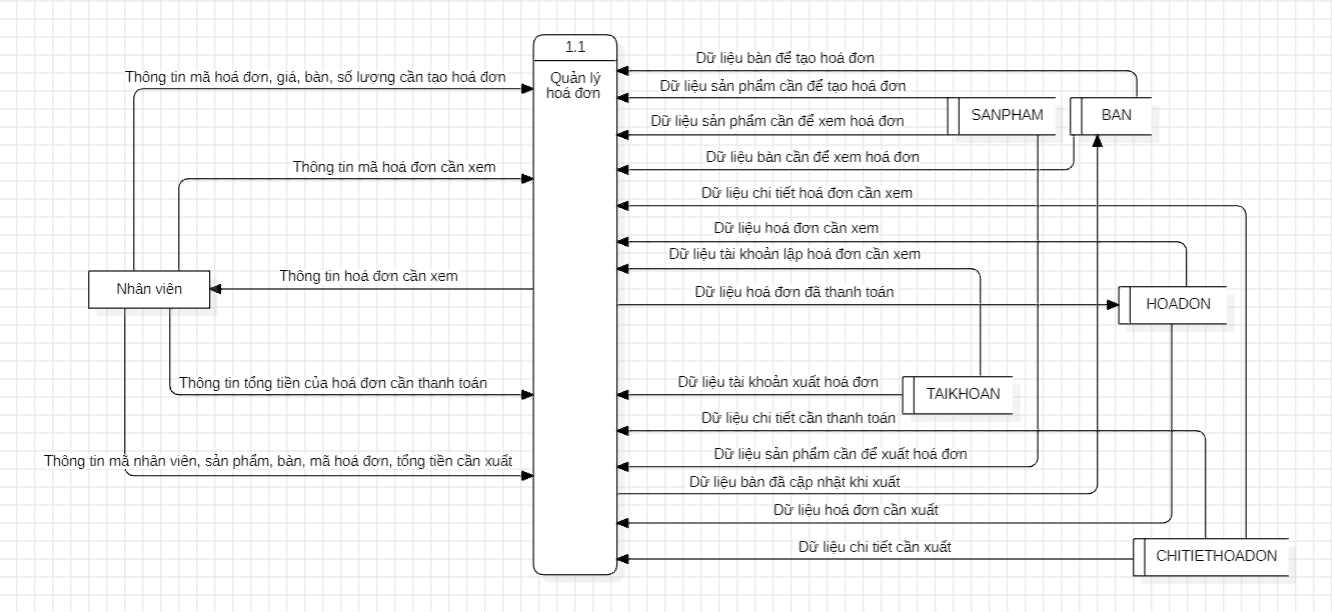 1.1
Quản lý
hoá đơn
Thông tin mã hoá đơn, giá, bàn, số lượng cần tao hoá đơn
Thông tin mã hoá đơn cần xem
Thông tin hoá đơn cần xem
Nhân viên
Thông tin tổng tiền của hoá đơn cần thanh toán
Thông tin mã nhân viên, sản phẩm, bàn, mã hoá đơn, tổng tiền cần xuất
Dữ liệu bàn để tạo hoá đơn
Dữ liệu sản phẩm cần để tạo hoá đơn
SANPHAM
BAN
Dữ liệu sản phẩm cần để xem hoá đơn
Dữ liệu bàn cần để xem hoá đơn
Dữ liệu chi tiết hoá đơn cần xem
Dữ liệu hoá đơn cần xem
Dữ liệu tài khoản lập hoá đơn cần xem
Dữ liệu hoá đơn đã thanh toán
HOADON
Dữ liệu tài khoản xuất hoá đơn
TAIKHOAN
Dữ liệu chi tiết cần thanh toán
Dữ liệu sản phẩm cần để xuất hoá đơn
Dữ liệu bàn đã cập nhật khi xuất
Dữ liệu hoá đơn cần xuất
Dữ liệu chi tiết cần xuất
CHITIETHOADON